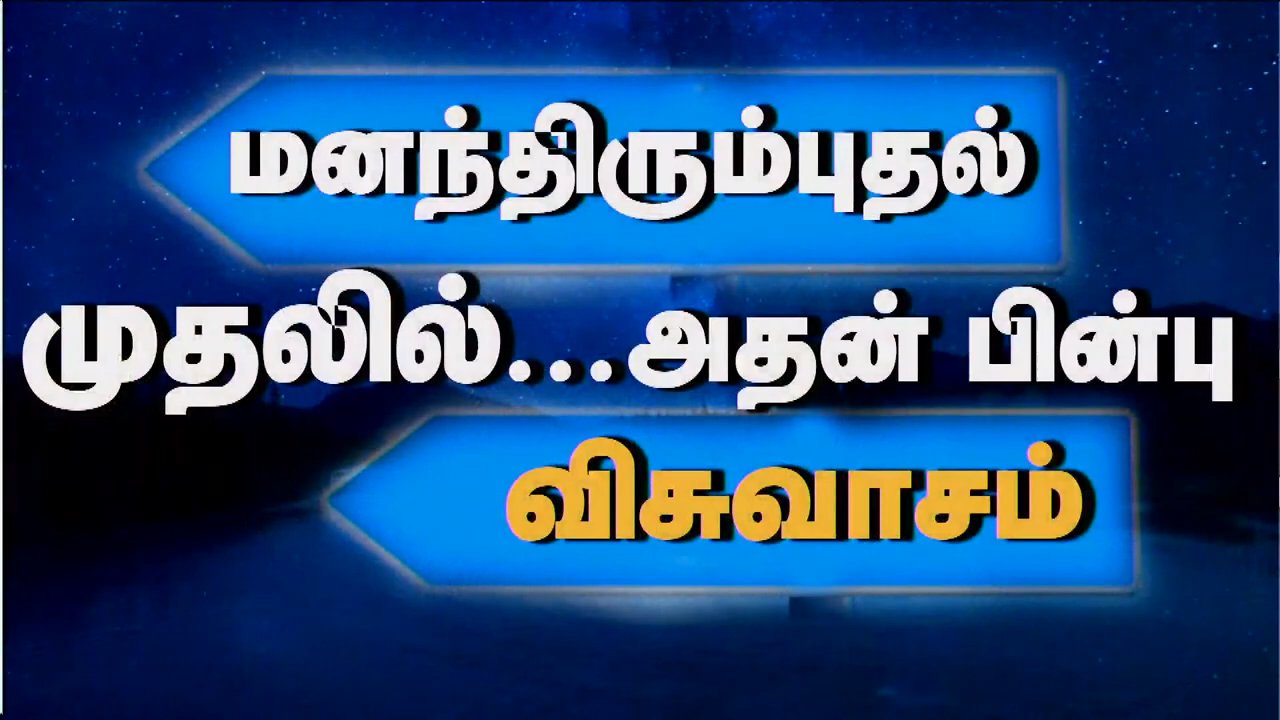 மனந்திரும்புதல்
முதலில்...அதன் பின்பு
விசுவாசம்